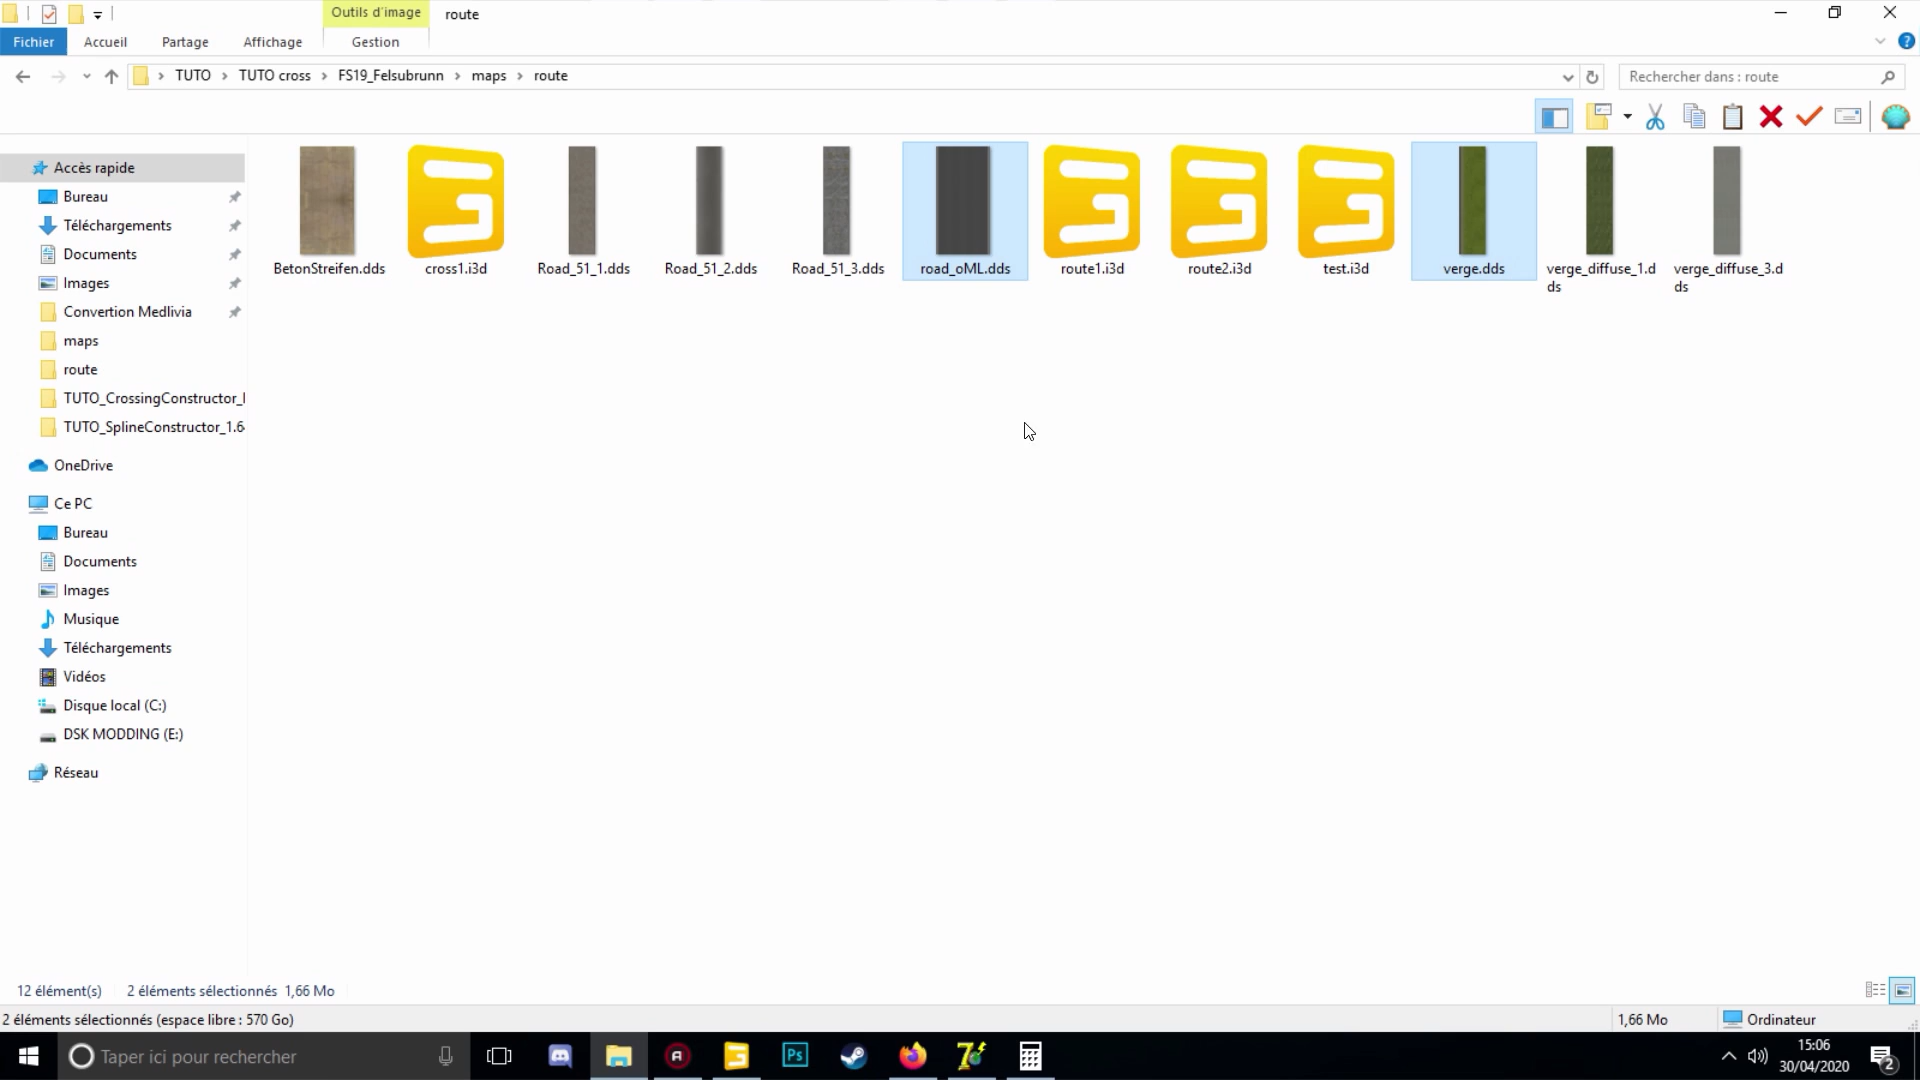 Outils d'image
route
Fichier
Accueil
Partage
Affichage
Gestion
TUTO
TUTO cross
FS19_Felsubrunn
maps
route
Rechercher dans : route
Accès rapide
Bureau
Téléchargements
Documents
Images
Convertion Medlivia
maps
route
TUTO_CrossingConstructor_
TUTO_SplineConstructor_1.6
OneDrive
Ce PC
Bureau
Documents
Images
Musique
Téléchargements
Vidéos
Disque local (C:)
DSK MODDING (E:)
Réseau
BetonStreifen.dds
cross1.i3d
Road_51_1.dds
Road_51_2.dds
Road_51_3.dds
road_oML.dds
route1.i3d
route2.i3d
test.i3d
verge.dds
verge_diffuse_1.d
ds
verge_diffuse_3.d
ds
12 élément(s)
2 éléments sélectionnés 1,66 Mo
2 éléments sélectionnés (espace libre : 570 Go)
1,66 Mo
Ordinateur
Taper ici pour rechercher
Ps
15:06
30/04/2020
2